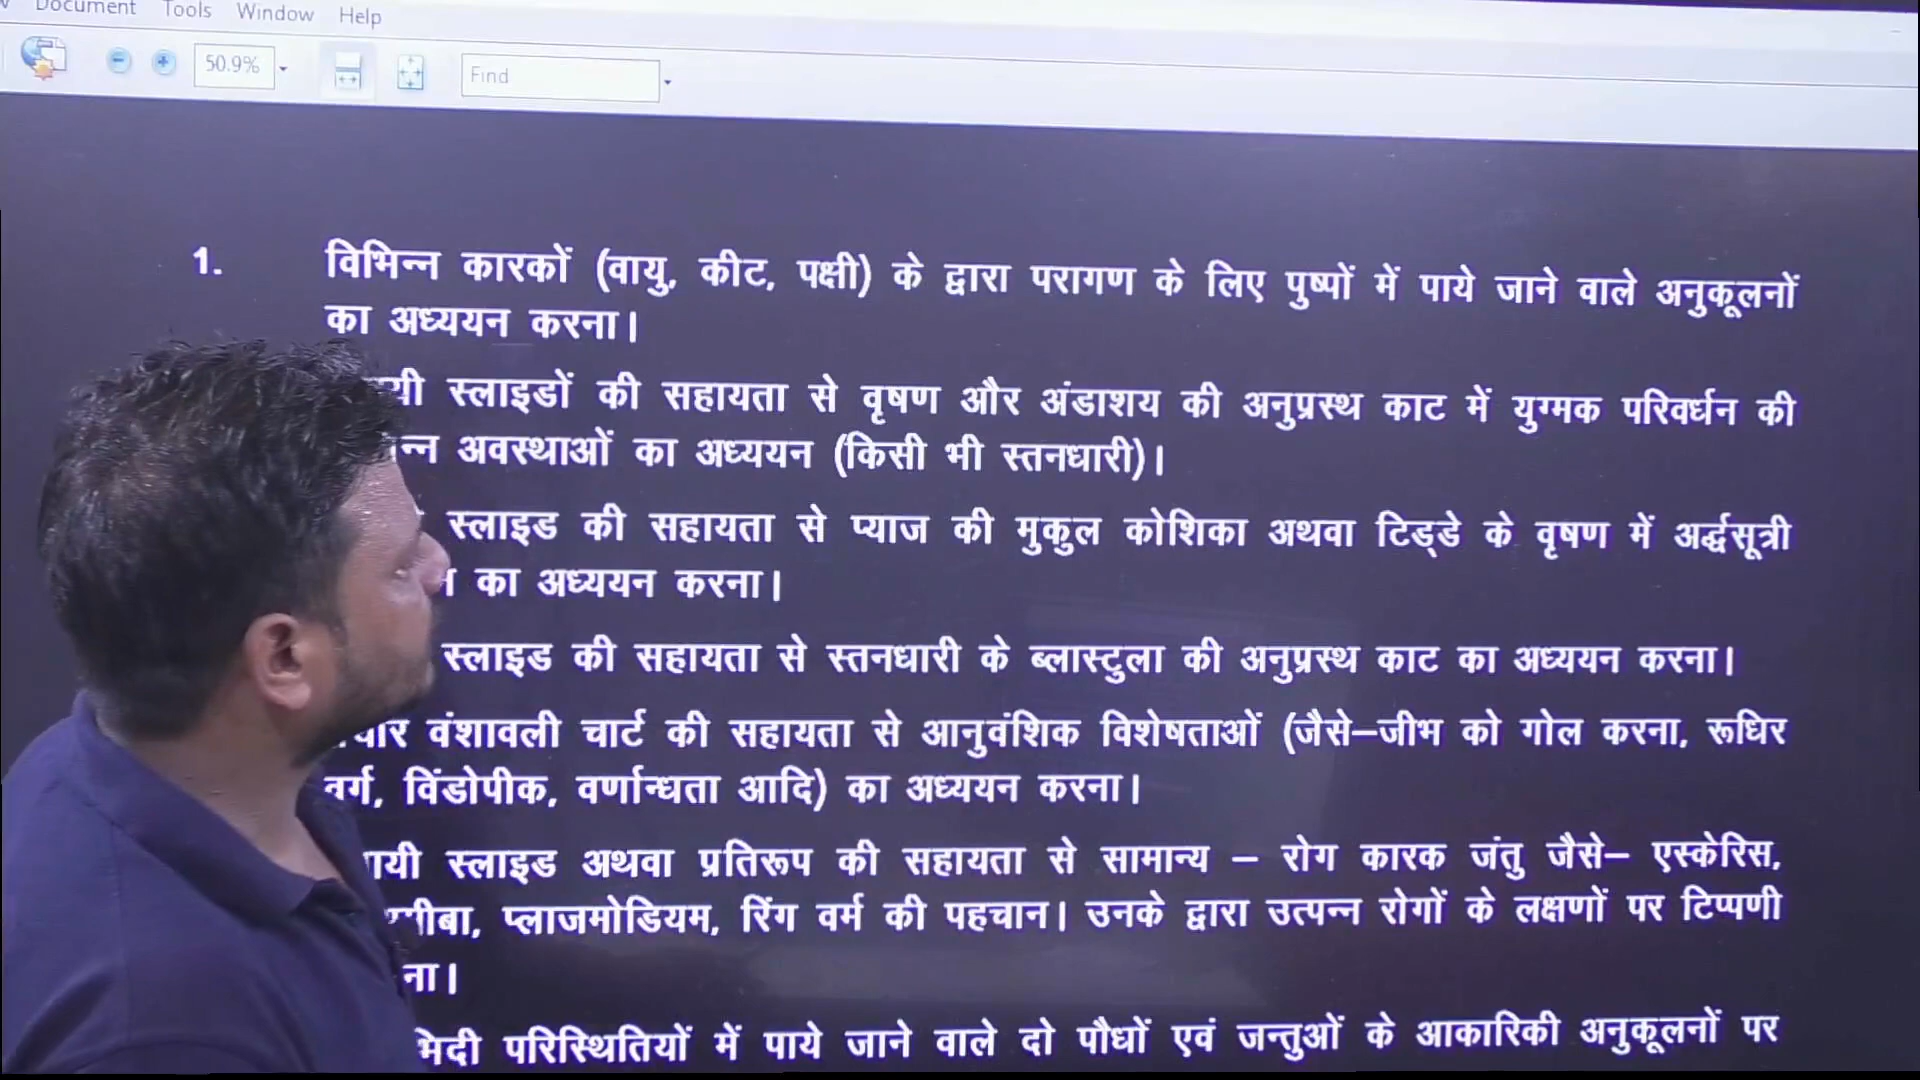 Document Tools Window Help
50.9% Find
1. विभिन्न कारकों (वायु, कीट, पक्षी) के द्वारा परागण के लिए पुष्पों में पाये जाने वाले अनुकूलनों
का अध्ययन करना।
स्लाइडों की सहायता से वृषण और अंडाशय की अनुप्रस्थ काट में युग्मक परिवर्धन की
अवस्थाओं का अध्ययन (किसी भी स्तनधारी)।
स्लाइड की सहायता से प्याज की मुकुल कोशिका अथवा टिड्डे के वृषण में अर्द्धसूत्री
का अध्ययन करना।
स्लाइड की सहायता से स्तनधारी के ब्लास्टुला की अनुप्रस्थ काट का अध्ययन करना।
वंशावली चार्ट की सहायता से आनुवंशिक विशेषताओं (जैसे–जीभ को गोल करना, रूधिर
वर्ग, विंडोपीक, वर्णान्धता आदि) का अध्ययन करना।
स्लाइड अथवा प्रतिरूप की सहायता से सामान्य – रोग कारक जंतु जैसे– एस्केरिस,
प्लाजमोडियम, रिंग वर्म की पहचान। उनके द्वारा उत्पन्न रोगों के लक्षणों पर टिप्पणी
परिस्थितियों में पाये जाने वाले दो पौधों एवं जन्तुओं के आकारिकी अनुकूलनों पर